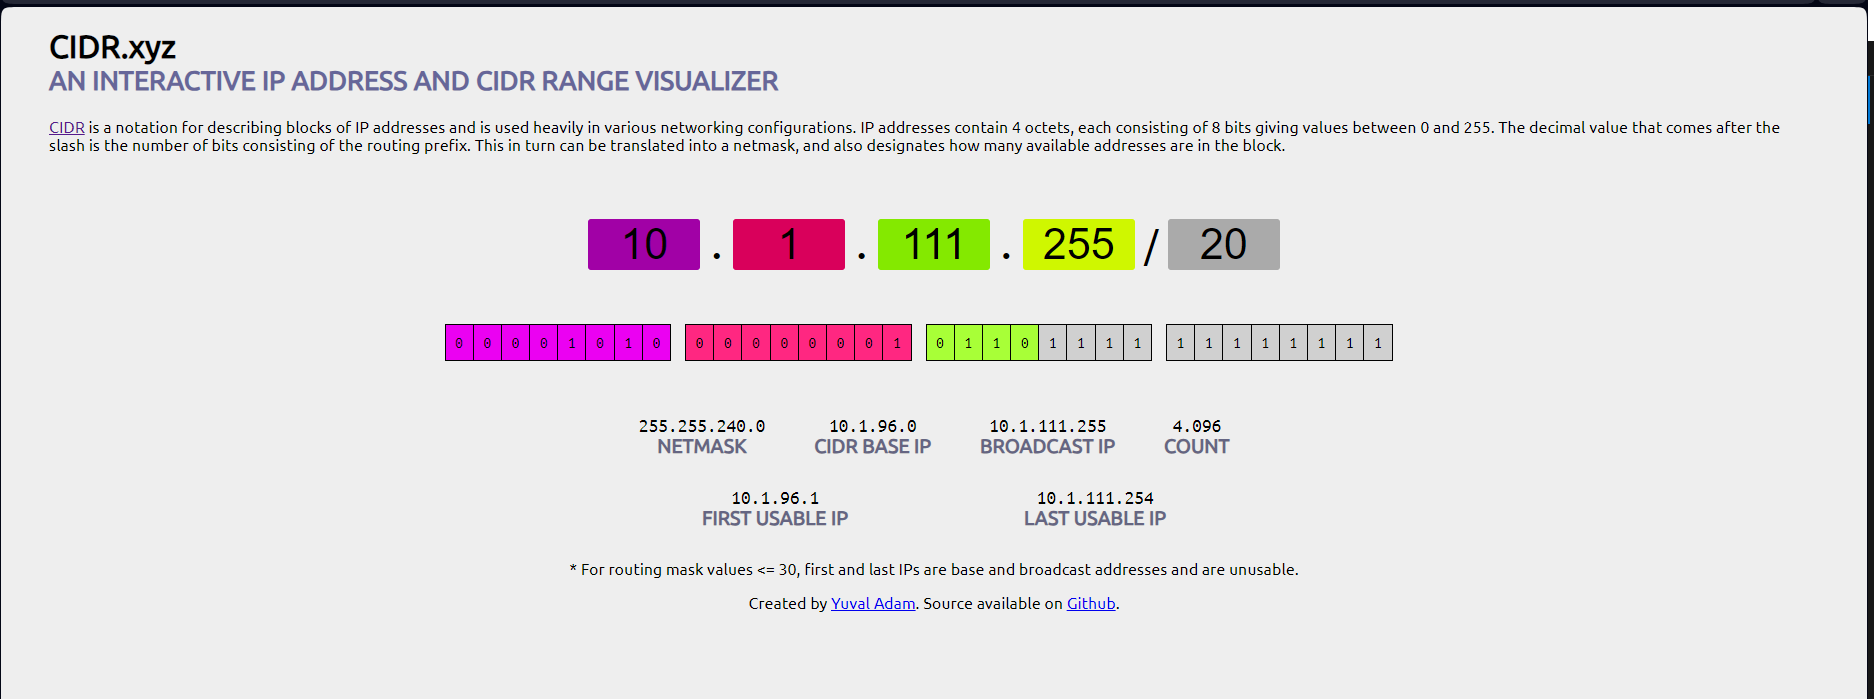 CIDR.xyz
AN INTERACTIVE IP ADDRESS AND CIDR RANGE VISUALIZER
CIDR is a notation for describing blocks of IP addresses and is used heavily in various networking configurations. IP addresses contain 4 octets, each consisting of 8 bits giving values between 0 and 255. The decimal value that comes after the
slash is the number of bits consisting of the routing prefix. This in turn can be translated into a netmask, and also designates how many available addresses are in the block.
10 . 1 . 111 . 255 / 20
0 0 0 0 1 0 1 0 0 0 0 0 0 0 0 1 0 1 1 0 1 1 1 1 1 1 1 1 1 1 1 1
255.255.240.0 10.1.96.0 10.1.111.255 4.096
NETMASK CIDR BASE IP BROADCAST IP COUNT
10.1.96.1 10.1.111.254
FIRST USABLE IP LAST USABLE IP
* For routing mask values <= 30, first and last IPs are base and broadcast addresses and are unusable.
Created by Yuval Adam. Source available on Github.